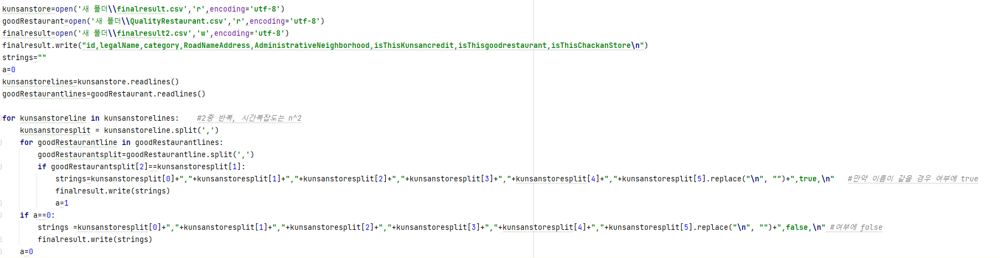 kunsanstore=open('새 폴더\\finalresult.csv','r',encoding='utf-8')
goodRestaurant=open('새 폴더\\QualityRestaurant.csv','r',encoding='utf-8')
finalresult=open('새 폴더\\finalresult2.csv','w',encoding='utf-8')
finalresult.write("id,legalName,category,RoadNameAddress,AdministrativeNeighborhood,isThisKunsancredit,isThisgoodrestaurant,isThisChackanStore\n")
strings=""
a=0
kunsanstorelines=kunsanstore.readlines()
goodRestaurantlines=goodRestaurant.readlines()
for kunsanstoreline in kunsanstorelines:    #2중 반복, 시간복잡도는 n^2
    kunsanstoresplit = kunsanstoreline.split(',')
    for goodRestaurantline in goodRestaurantlines:
        goodRestaurantsplit=goodRestaurantline.split(',')
        if goodRestaurantsplit[2]==kunsanstoresplit[1]:
            strings=kunsanstoresplit[0]+","+kunsanstoresplit[1]+","+kunsanstoresplit[2]+","+kunsanstoresplit[3]+","+kunsanstoresplit[4]+","+kunsanstoresplit[5].replace("\n", "")+",true,\n"   #만약 이름이 같을 경우 여부에 true
            finalresult.write(strings)
            a=1
    if a==0:
        strings =kunsanstoresplit[0]+","+kunsanstoresplit[1]+","+kunsanstoresplit[2]+","+kunsanstoresplit[3]+","+kunsanstoresplit[4]+","+kunsanstoresplit[5].replace("\n", "")+",false,\n" #여부에 false
        finalresult.write(strings)
    a=0